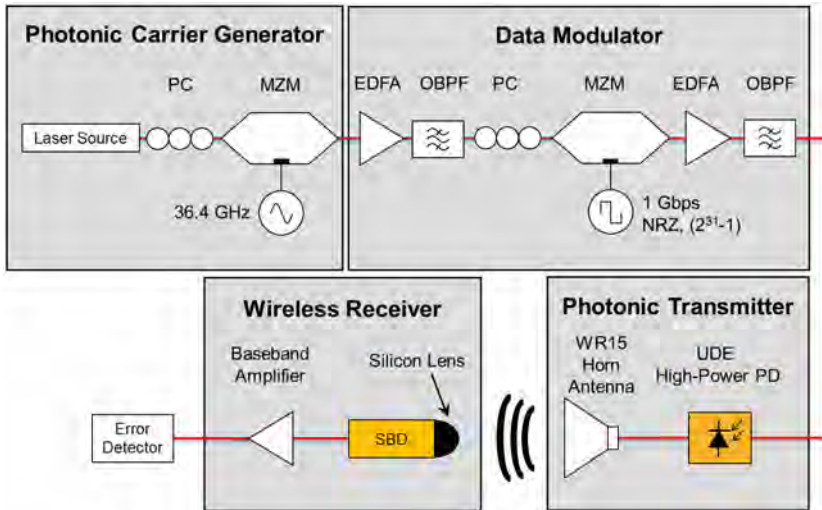 Photonic Carrier Generator
PC
MZM
Laser Source
36.4 GHz
Data Modulator
EDFA
OBPF
PC
MZM
EDFA
OBPF
1 Gbps
NRZ, (2³¹-1)
Wireless Receiver
Baseband
Amplifier
Silicon Lens
Error
Detector
SBD
Photonic Transmitter
WR15
Horn
Antenna
UDE
High-Power PD